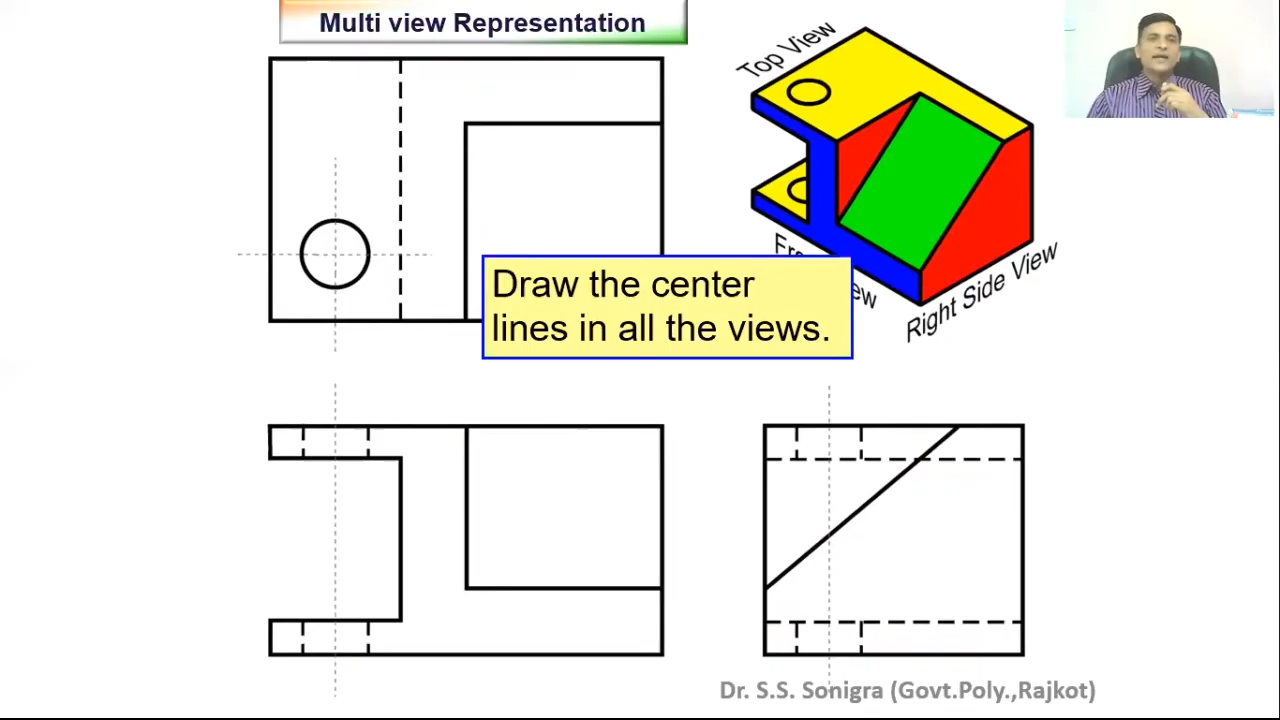 Multi view Representation
Top View
Draw the center
lines in all the views.
Right Side View
Dr. S.S. Sonigra (Govt.Poly.,Rajkot)